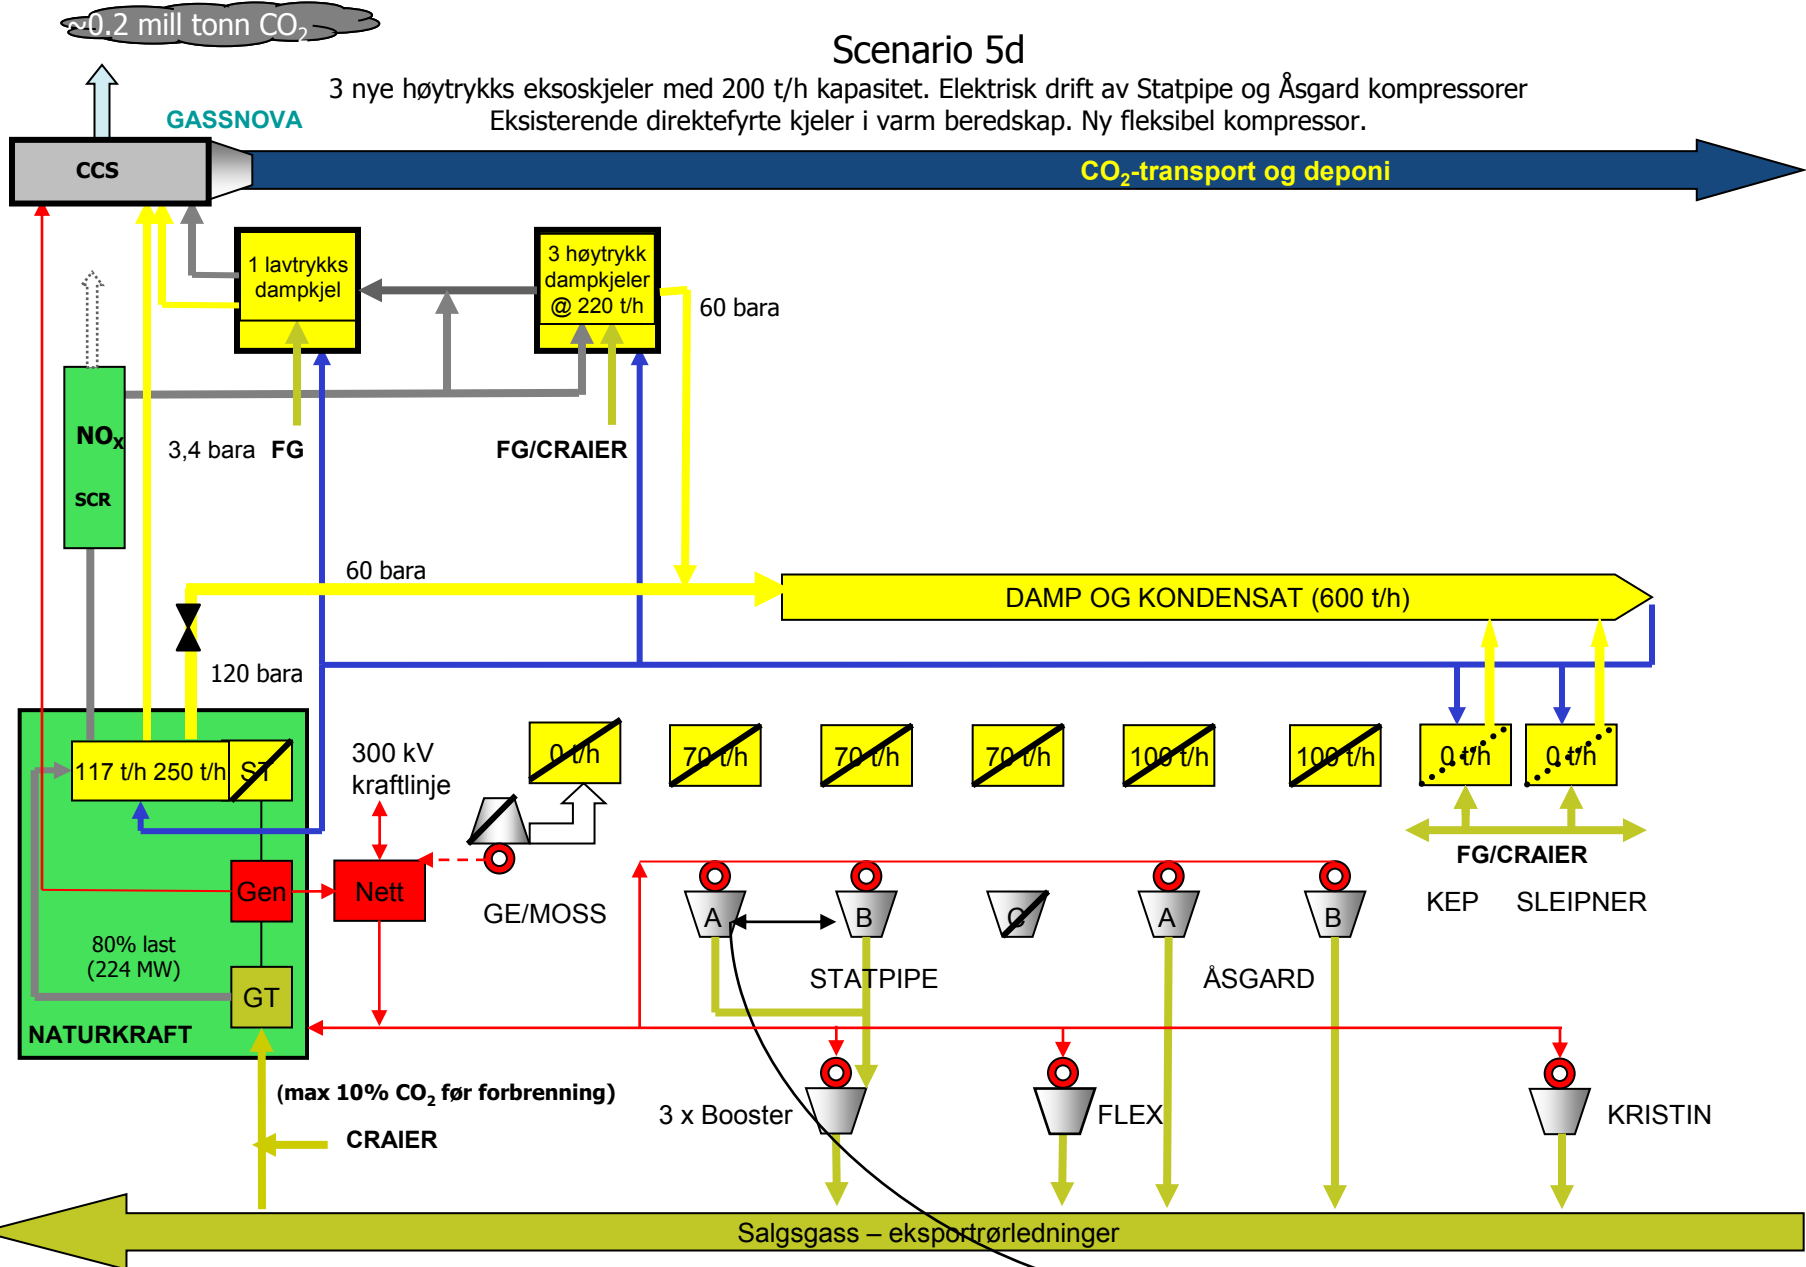 ~0.2 mill tonn CO2
Scenario 5d
3 nye høytrykks eksoskjeler med 200 t/h kapasitet. Elektrisk drift av Statpipe og Åsgard kompressorer
Eksisterende direktefyrte kjeler i varm beredskap. Ny fleksibel kompressor.
GASSNOVA
CCS
CO2-transport og deponi
1 lavtrykks
dampkjel
3 høytrykk
dampkjeler
@ 220 t/h
60 bara
NOX
SCR
3,4 bara FG
FG/CRAIER
60 bara
DAMP OG KONDENSAT (600 t/h)
120 bara
117 t/h 250 t/h
ST
300 kV
kraftlinje
0 t/h
70 t/h
70 t/h
70 t/h
100 t/h
100 t/h
0 t/h
0 t/h
FG/CRAIER
Gen
Nett
GE/MOSS
A
B
C
A
B
KEP
SLEIPNER
80% last
(224 MW)
GT
STATPIPE
ÅSGARD
NATURKRAFT
(max 10% CO2 før forbrenning)
3 x Booster
FLEX
KRISTIN
CRAIER
Salgsgass – eksportrørledninger